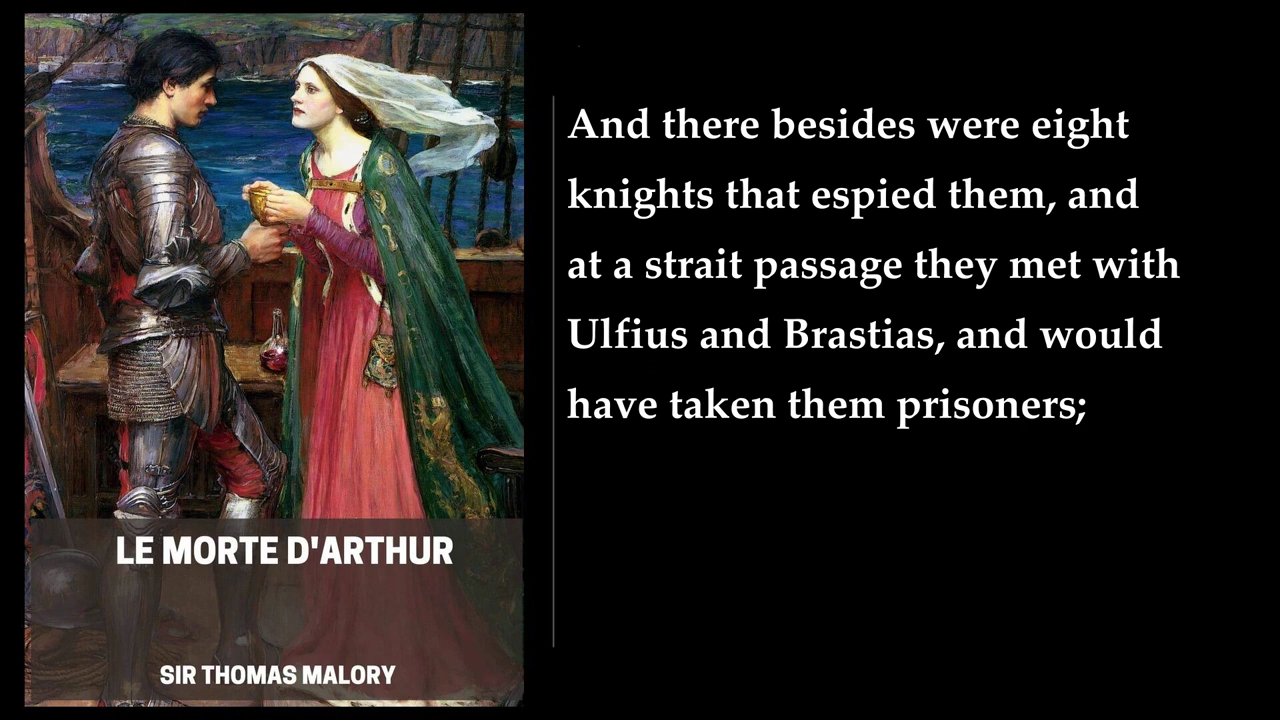 LE MORTE D'ARTHUR
SIR THOMAS MALORY
And there besides were eight
knights that espied them, and
at a strait passage they met with
Ulfius and Brastias, and would
have taken them prisoners;